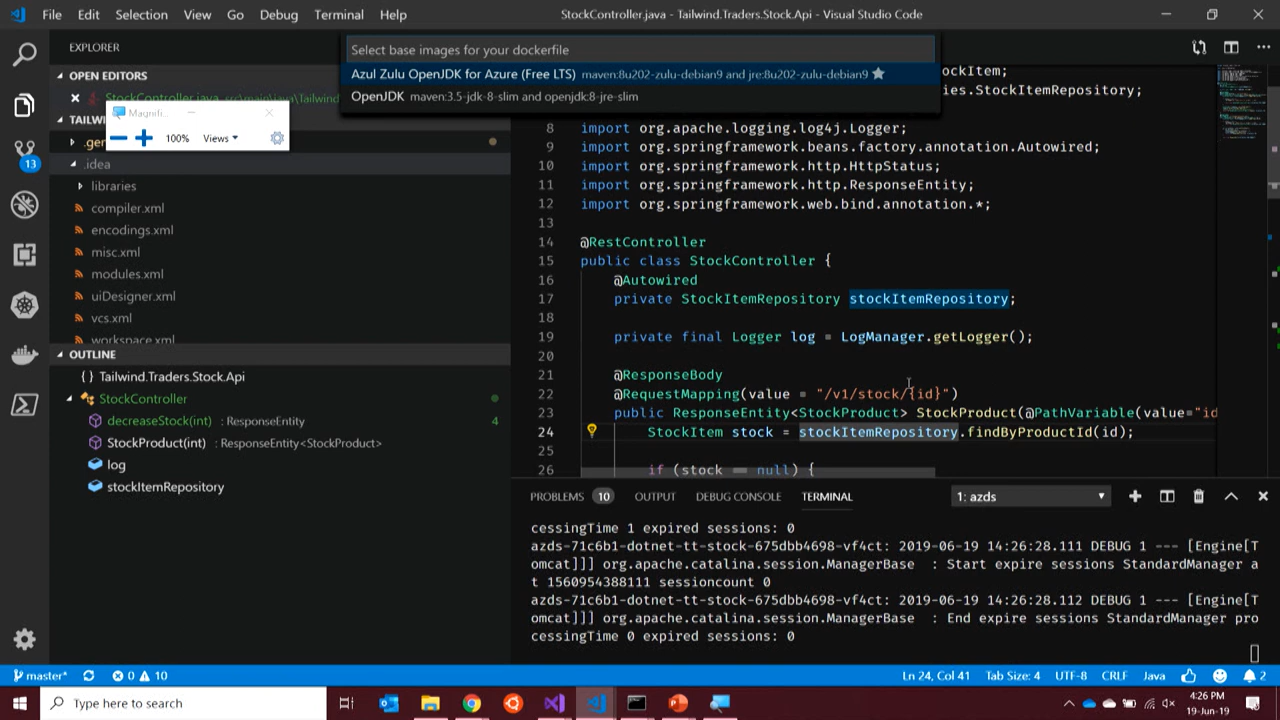 File Edit Selection View Go Debug Terminal Help
StockController.java - Tailwind.Traders.Stock.Api - Visual Studio Code
EXPLORER
OPEN EDITORS
StockController.java src\main\java\Tailwind
TAILWI
.gen
.idea
libraries
compiler.xml
encodings.xml
misc.xml
modules.xml
uiDesigner.xml
vcs.xml
workspace.xml
Magnifi...
100% Views
13
OUTLINE
{ } Tailwind.Traders.Stock.Api
StockController
decreaseStock(int) : ResponseEntity 4
StockProduct(int) : ResponseEntity<StockProduct>
log
stockItemRepository
Select base images for your dockerfile
Azul Zulu OpenJDK for Azure (Free LTS) maven:8u202-zulu-debian9 and jre:8u202-zulu-debian9
OpenJDK maven:3.5-jdk-8-slim and openjdk:8-jre-slim
ockItem;
ies.StockItemRepository;
8 import org.apache.logging.log4j.Logger;
9 import org.springframework.beans.factory.annotation.Autowired;
10 import org.springframework.http.HttpStatus;
11 import org.springframework.http.ResponseEntity;
12 import org.springframework.web.bind.annotation.*;
13
14 @RestController
15 public class StockController {
16 @Autowired
17 private StockItemRepository stockItemRepository;
18
19 private final Logger log = LogManager.getLogger();
20
21 @ResponseBody
22 @RequestMapping(value = "/v1/stock/{id}")
23 public ResponseEntity<StockProduct> StockProduct(@PathVariable(value="id
24 StockItem stock = stockItemRepository.findByProductId(id);
25
26 if (stock == null) {
PROBLEMS 10 OUTPUT DEBUG CONSOLE TERMINAL 1: azds
cessingTime 1 expired sessions: 0
azds-71c6b1-dotnet-tt-stock-675dbb4698-vf4ct: 2019-06-19 14:26:28.111 DEBUG 1 --- [Engine[T
omcat]]] org.apache.catalina.session.ManagerBase : Start expire sessions StandardManager a
t 1560954388111 sessioncount 0
azds-71c6b1-dotnet-tt-stock-675dbb4698-vf4ct: 2019-06-19 14:26:28.112 DEBUG 1 --- [Engine[T
omcat]]] org.apache.catalina.session.ManagerBase : End expire sessions StandardManager pro
cessingTime 0 expired sessions: 0
master* 0 10 Ln 24, Col 41 Tab Size: 4 UTF-8 CRLF Java 2
Type here to search
4:26 PM
19-Jun-19